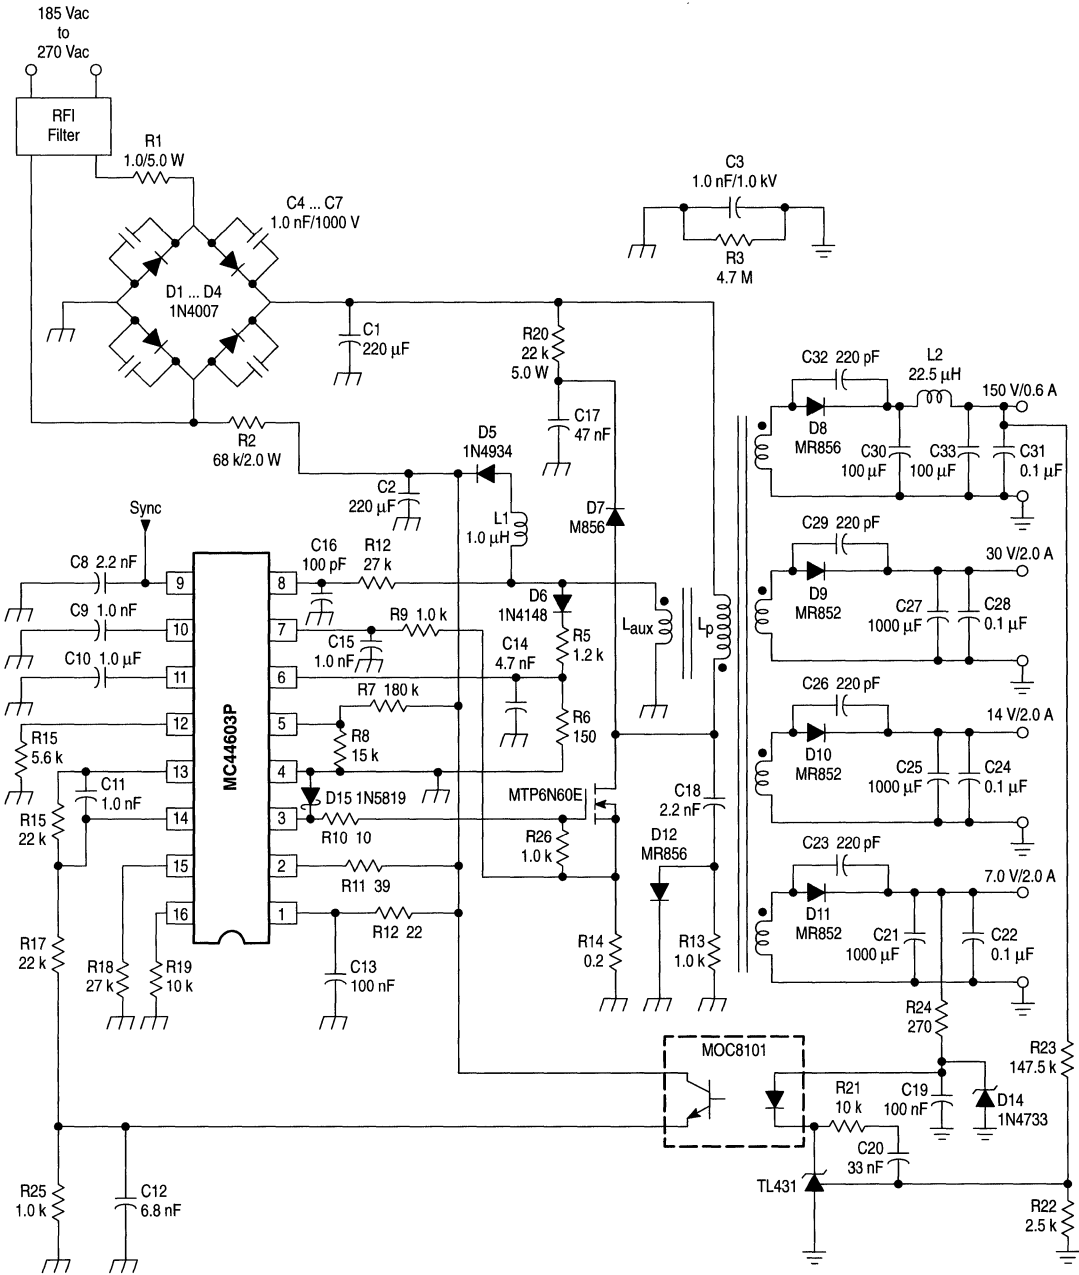 185 Vac
to
270 Vac
RFI
Filter
R1
1.0/5.0 W
C4 ... C7
1.0 nF/1000 V
D1 ... D4
1N4007
C1
220 µF
R2
68 k/2.0 W
C3
1.0 nF/1.0 kV
R3
4.7 M
R20
22 k
5.0 W
C17
47 nF
D5
1N4934
C2
220 µF
L1
1.0 µH
D7
M856
C32 220 pF
L2
22.5 µH
150 V/0.6 A
D8
MR856
C30
100 µF
C33
100 µF
C31
0.1 µF
Sync
C8 2.2 nF
9
8
C16
100 pF
R12
27 k
D6
1N4148
C9 1.0 nF
10
7
C15
1.0 nF
R9 1.0 k
C14
4.7 nF
R5
1.2 k
Laux
Lp
C29 220 pF
30 V/2.0 A
D9
MR852
C27
1000 µF
C28
0.1 µF
C10 1.0 µF
11
6
R7 180 k
12
5
R8
15 k
R6
150
R15
5.6 k
MC44603P
13
4
C11
1.0 nF
D15 1N5819
MTP6N60E
C18
2.2 nF
C26 220 pF
14 V/2.0 A
D10
MR852
C25
1000 µF
C24
0.1 µF
R15
22 k
14
3
R10 10
R26
1.0 k
D12
MR856
15
2
R11 39
16
1
R12 22
C23 220 pF
7.0 V/2.0 A
D11
MR852
C21
1000 µF
C22
0.1 µF
R17
22 k
R18
27 k
R19
10 k
C13
100 nF
R14
0.2
R13
1.0 k
R24
270
MOC8101
R23
147.5 k
R21
10 k
C19
100 nF
D14
1N4733
C20
33 nF
TL431
R25
1.0 k
C12
6.8 nF
R22
2.5 k